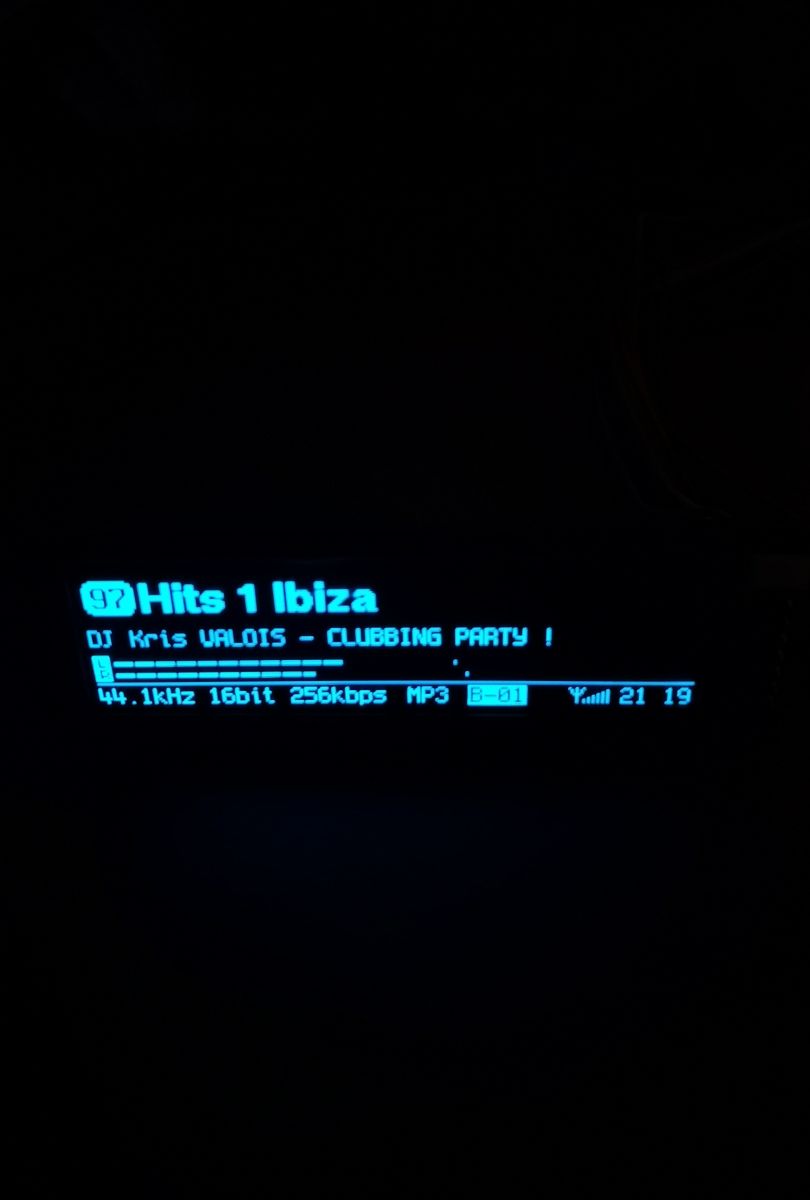 97 Hits 1 Ibiza
DJ Kris VALOIS - CLUBBING PARTY !
L
R
44.1kHz 16bit 256kbps MP3 B-01 21 19